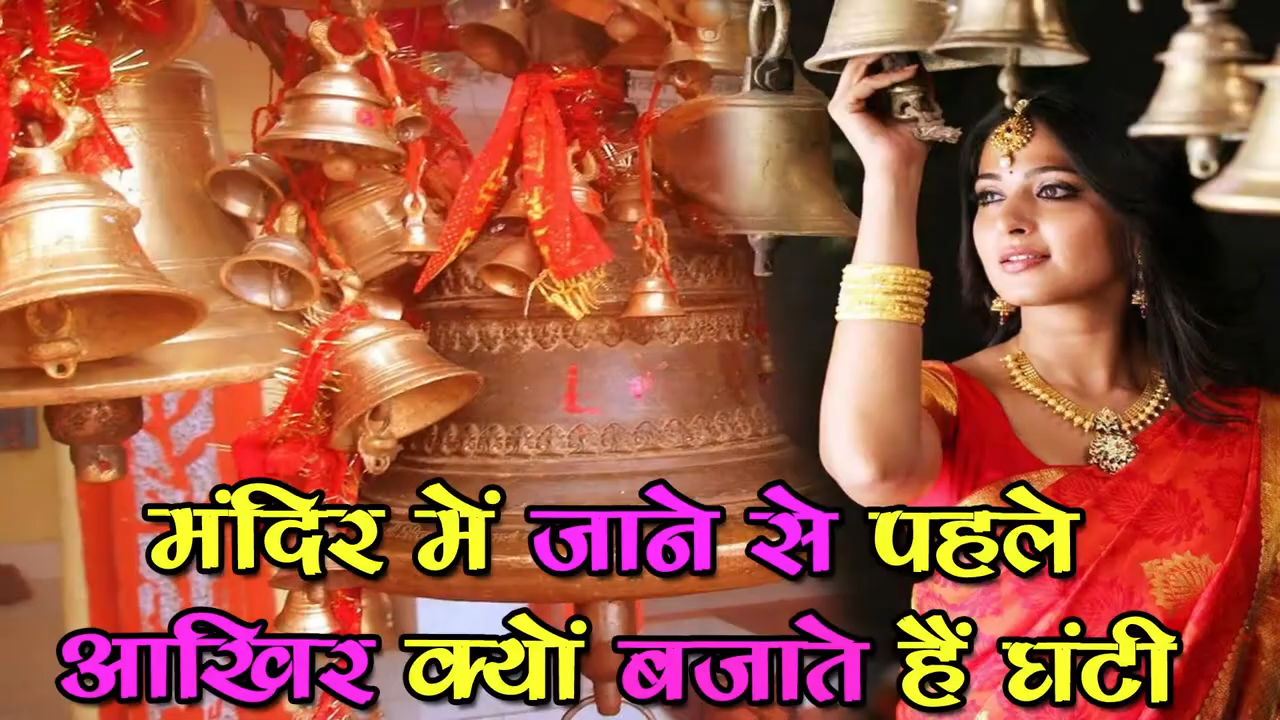 मंदिर में जाने से पहले
आखिर क्यों बजाते हैं घंटी